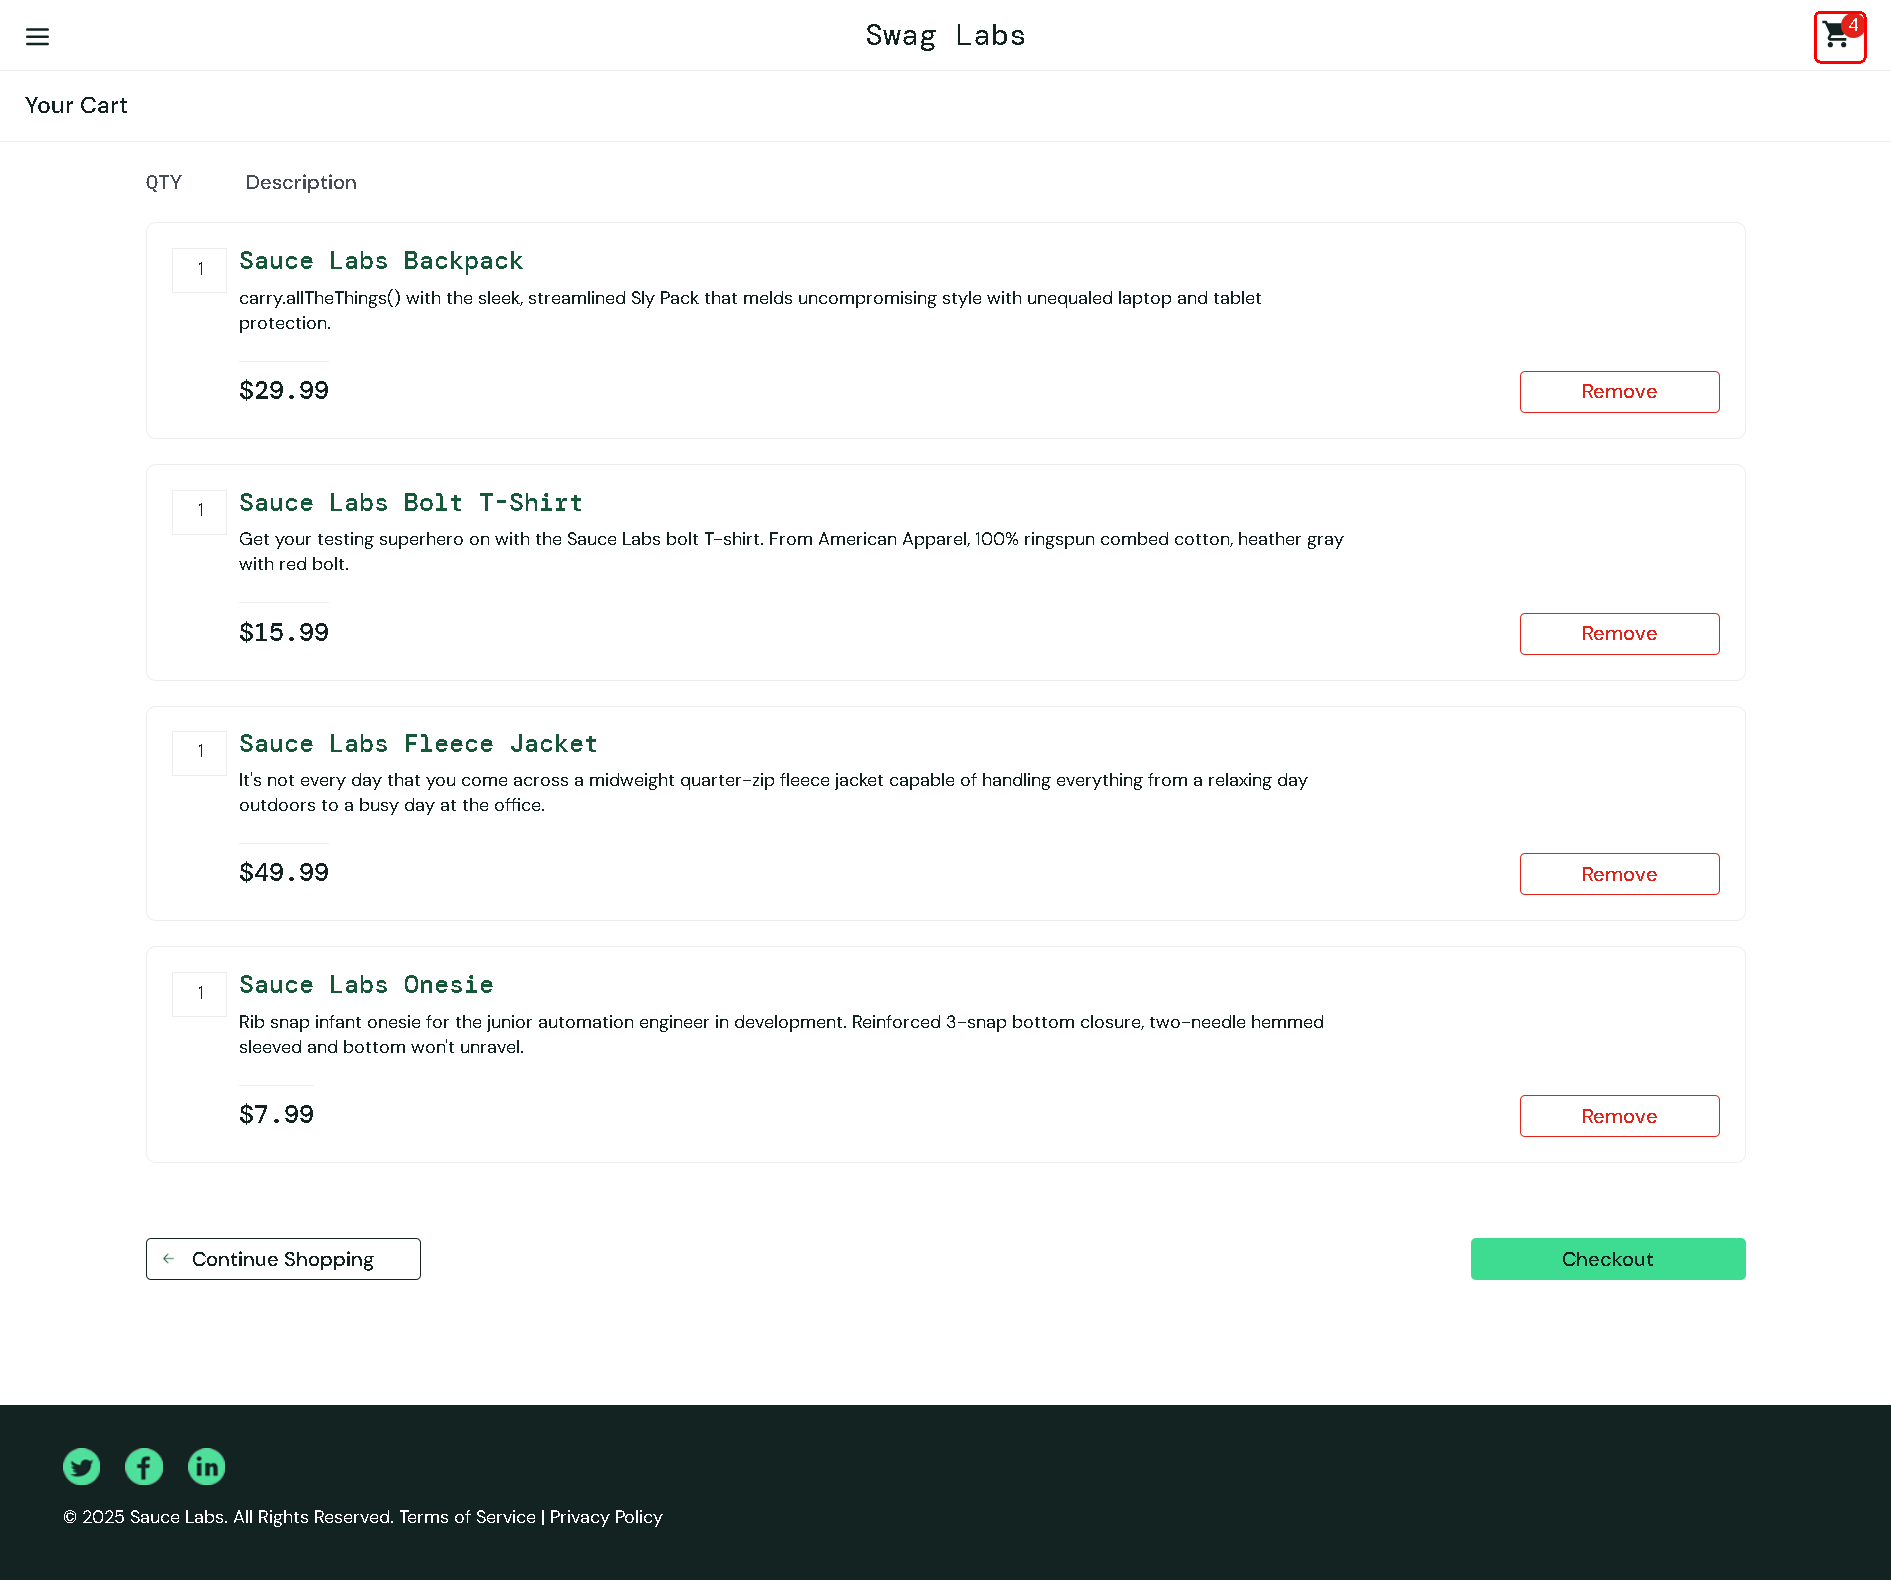 Swag Labs
4
Your Cart
QTY Description
1
Sauce Labs Backpack
carry.allTheThings() with the sleek, streamlined Sly Pack that melds uncompromising style with unequaled laptop and tablet
protection.
$29.99
Remove
1
Sauce Labs Bolt T-Shirt
Get your testing superhero on with the Sauce Labs bolt T-shirt. From American Apparel, 100% ringspun combed cotton, heather gray
with red bolt.
$15.99
Remove
1
Sauce Labs Fleece Jacket
It's not every day that you come across a midweight quarter-zip fleece jacket capable of handling everything from a relaxing day
outdoors to a busy day at the office.
$49.99
Remove
1
Sauce Labs Onesie
Rib snap infant onesie for the junior automation engineer in development. Reinforced 3-snap bottom closure, two-needle hemmed
sleeved and bottom won't unravel.
$7.99
Remove
Continue Shopping
Checkout
© 2025 Sauce Labs. All Rights Reserved. Terms of Service | Privacy Policy